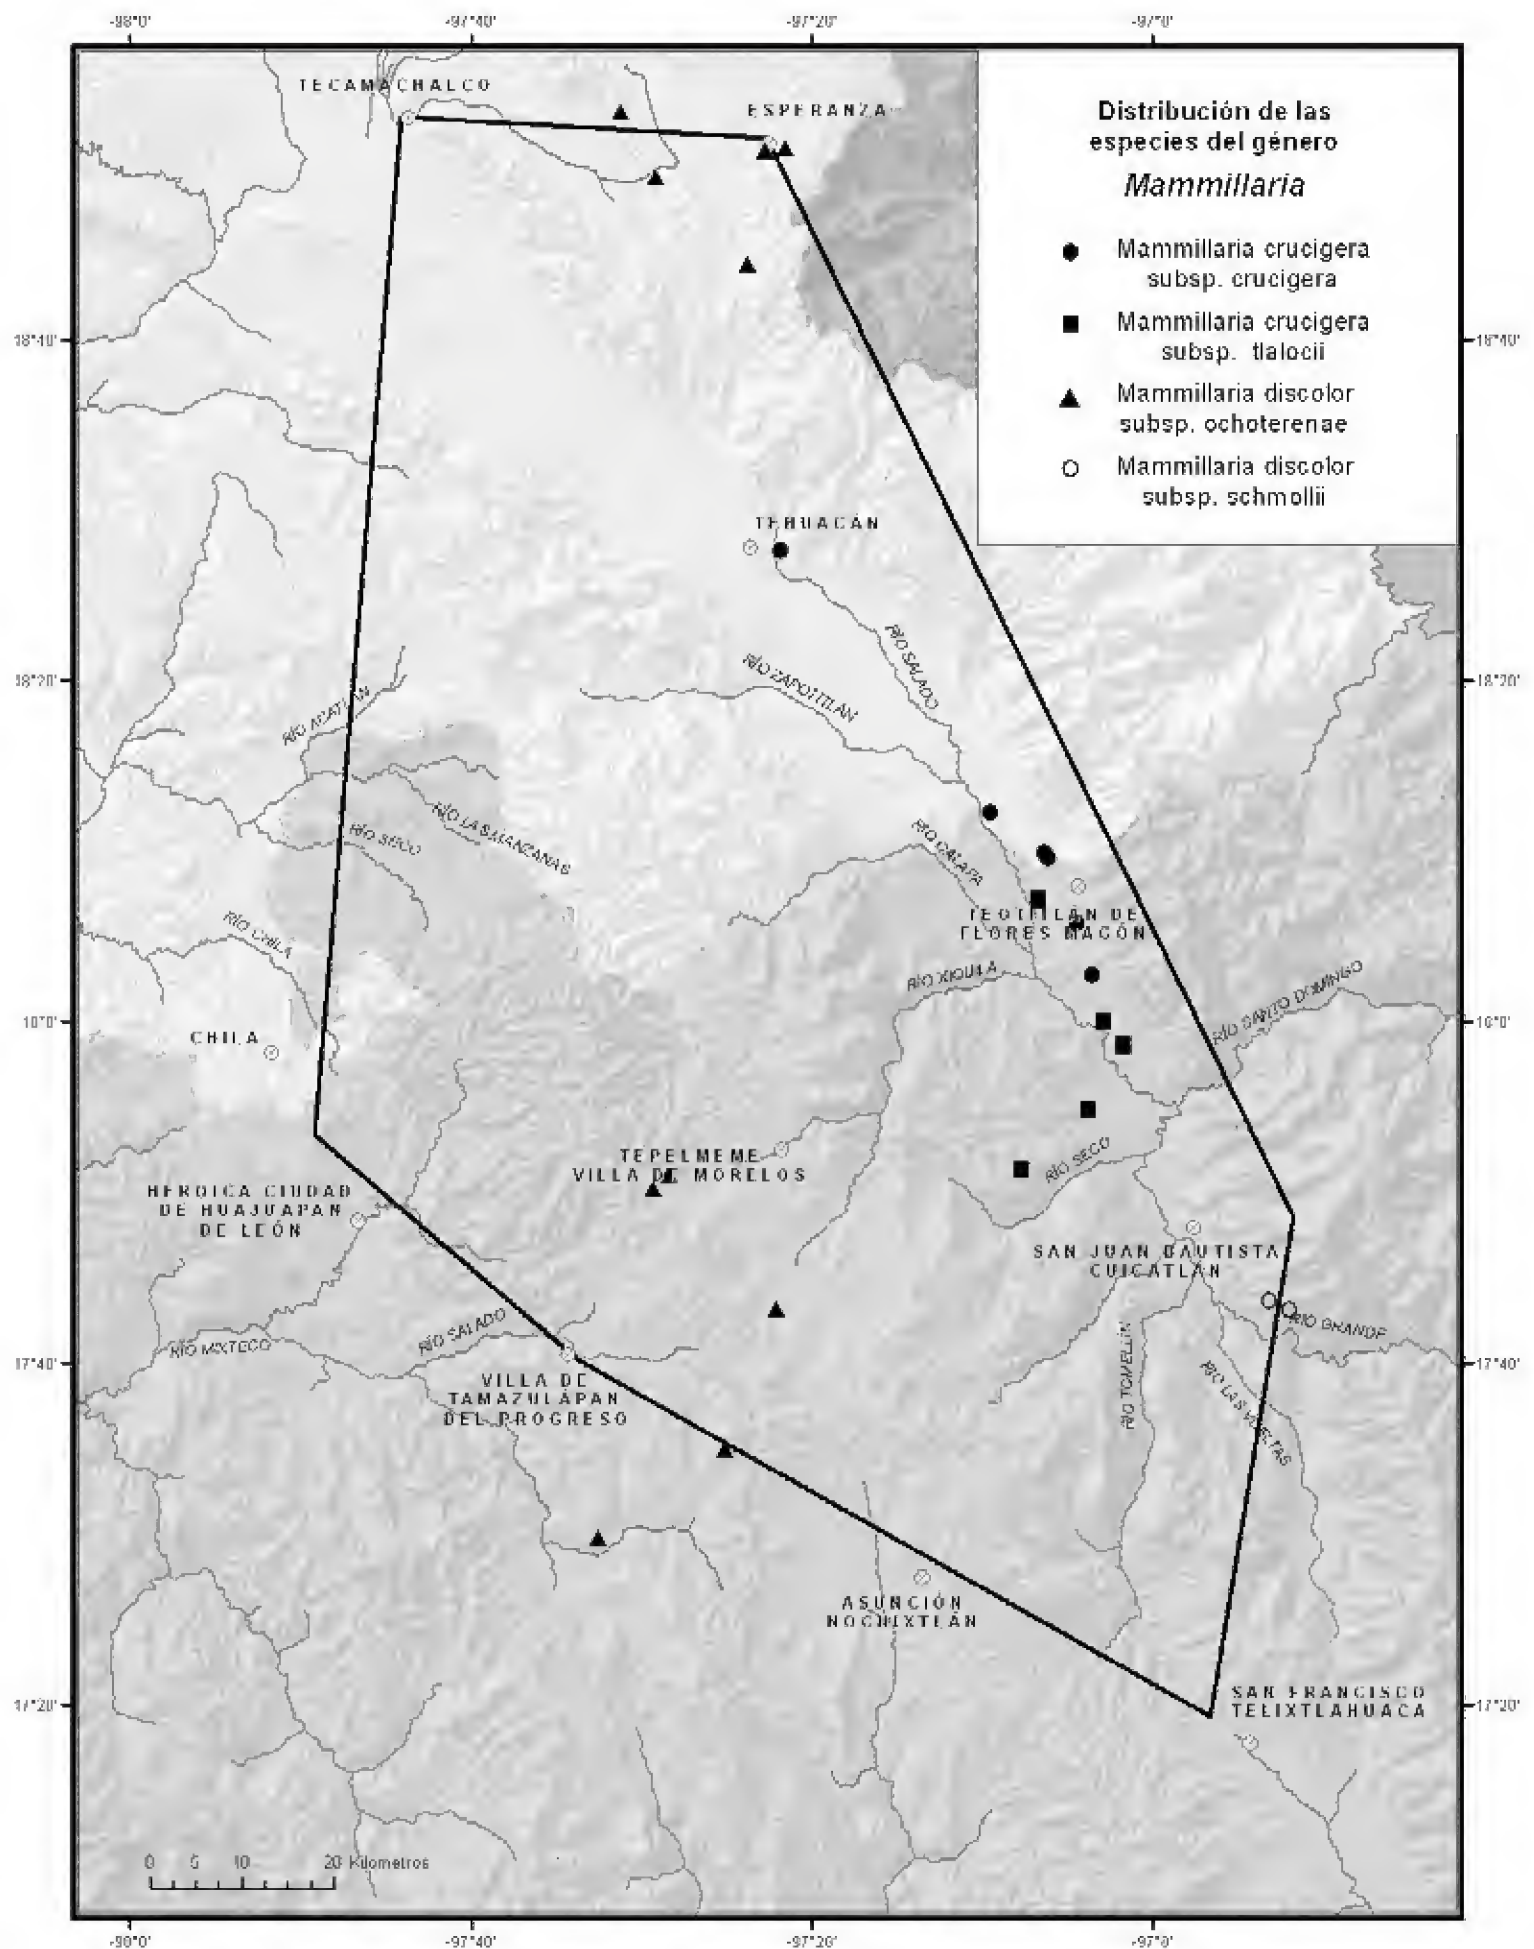 -98°0'
-97°40'
-97°20'
-97°0'
TECAMACHALCO
ESPERANZA
Distribución de las
especies del género
Mammillaria
Mammillaria crucigera
subsp. crucigera
Mammillaria crucigera
subsp. tlalocii
Mammillaria discolor
subsp. ochoterenae
Mammillaria discolor
subsp. schmollii
18°40'
18°40'
TEHUACÁN
RÍO SALADO
RÍO ZAPOTITLÁN
18°20'
18°20'
RÍO ACATLÁN
RÍO LAS MANZANAS
RÍO SECO
RÍO CALAPA
TEOTITLÁN DE
FLORES MAGÓN
RÍO CHILA
RÍO XIQUILA
RÍO SANTO DOMINGO
18°0'
18°0'
CHILA
TEPELMEME
VILLA DE MORELOS
RÍO SECO
HEROICA CIUDAD
DE HUAJUAPAN
DE LEÓN
SAN JUAN BAUTISTA
CUICATLÁN
RÍO GRANDE
RÍO MIXTECO
RÍO SALADO
RÍO TOMELLÍN
RÍO LAS VUELTAS
17°40'
17°40'
VILLA DE
TAMAZULÁPAN
DEL PROGRESO
ASUNCIÓN
NOCHIXTLÁN
SAN FRANCISCO
TELIXTLAHUACA
17°20'
17°20'
0 5 10 20 Kilometros
-98°0'
-97°40'
-97°20'
-97°0'